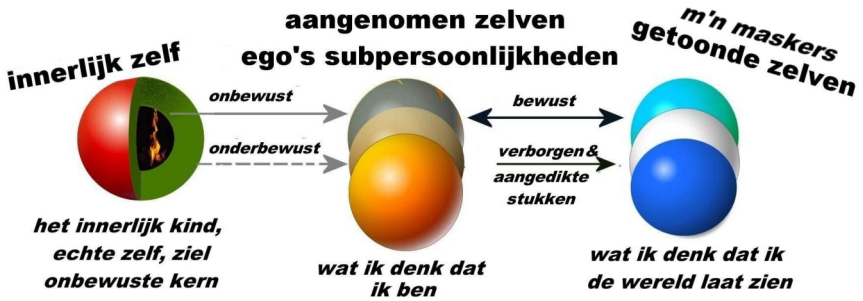 innerlijk zelf
aangenomen zelven
ego's subpersoonlijkheden
m'n maskers
getoonde zelven
onbewust
onderbewust
bewust
verborgen &
aangedikte
stukken
het innerlijk kind,
echte zelf, ziel
onbewuste kern
wat ik denk dat
ik ben
wat ik denk dat ik
de wereld laat zien